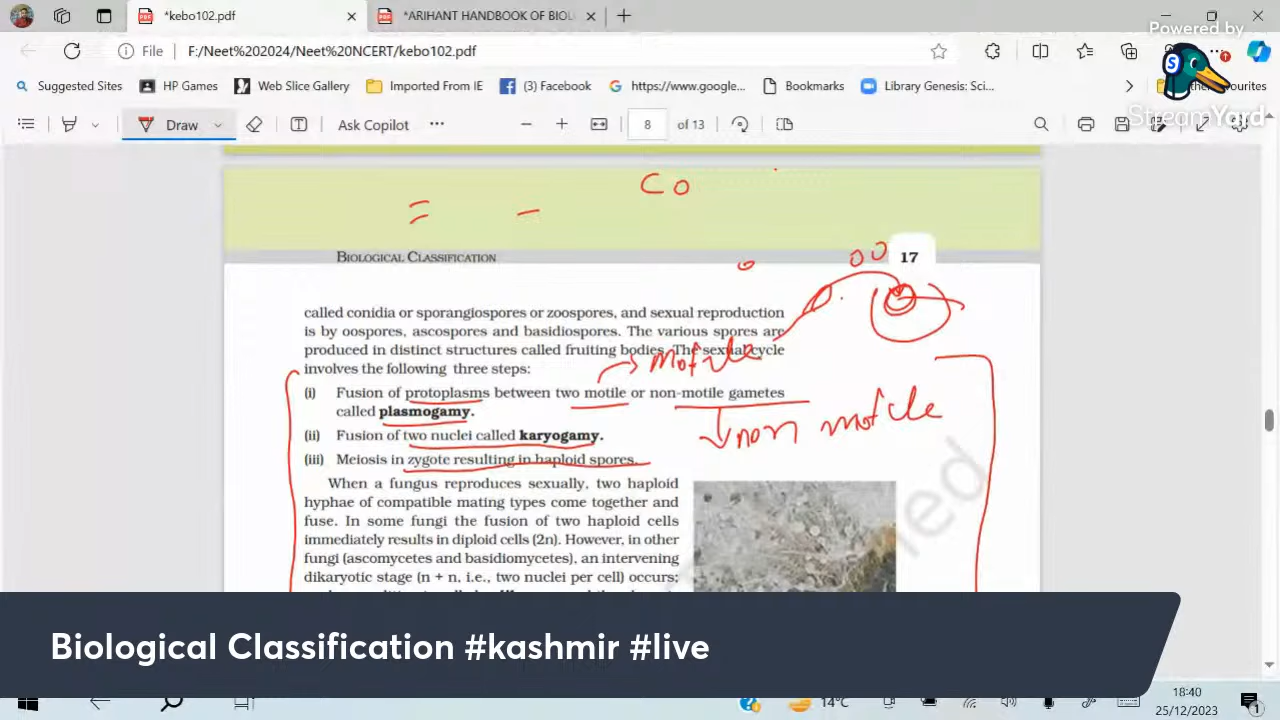 *kebo102.pdf
*ARIHANT HANDBOOK OF BIOL
Powered by
StreamYard
File F:/Neet%202024/Neet%20NCERT/kebo102.pdf
Suggested Sites HP Games Web Slice Gallery Imported From IE (3) Facebook https://www.google... Bookmarks Library Genesis: Sci... favourites
Draw Ask Copilot 8 of 13
BIOLOGICAL CLASSIFICATION 17
called conidia or sporangiospores or zoospores, and sexual reproduction
is by oospores, ascospores and basidiospores. The various spores are
produced in distinct structures called fruiting bodies. The sexual cycle
involves the following three steps:
motile
(i) Fusion of protoplasms between two motile or non-motile gametes
called plasmogamy.
non motile
(ii) Fusion of two nuclei called karyogamy.
(iii) Meiosis in zygote resulting in haploid spores.
When a fungus reproduces sexually, two haploid
hyphae of compatible mating types come together and
fuse. In some fungi the fusion of two haploid cells
immediately results in diploid cells (2n). However, in other
fungi (ascomycetes and basidiomycetes), an intervening
dikaryotic stage (n + n, i.e., two nuclei per cell) occurs;
Biological Classification #kashmir #live
14°C
18:40
25/12/2023